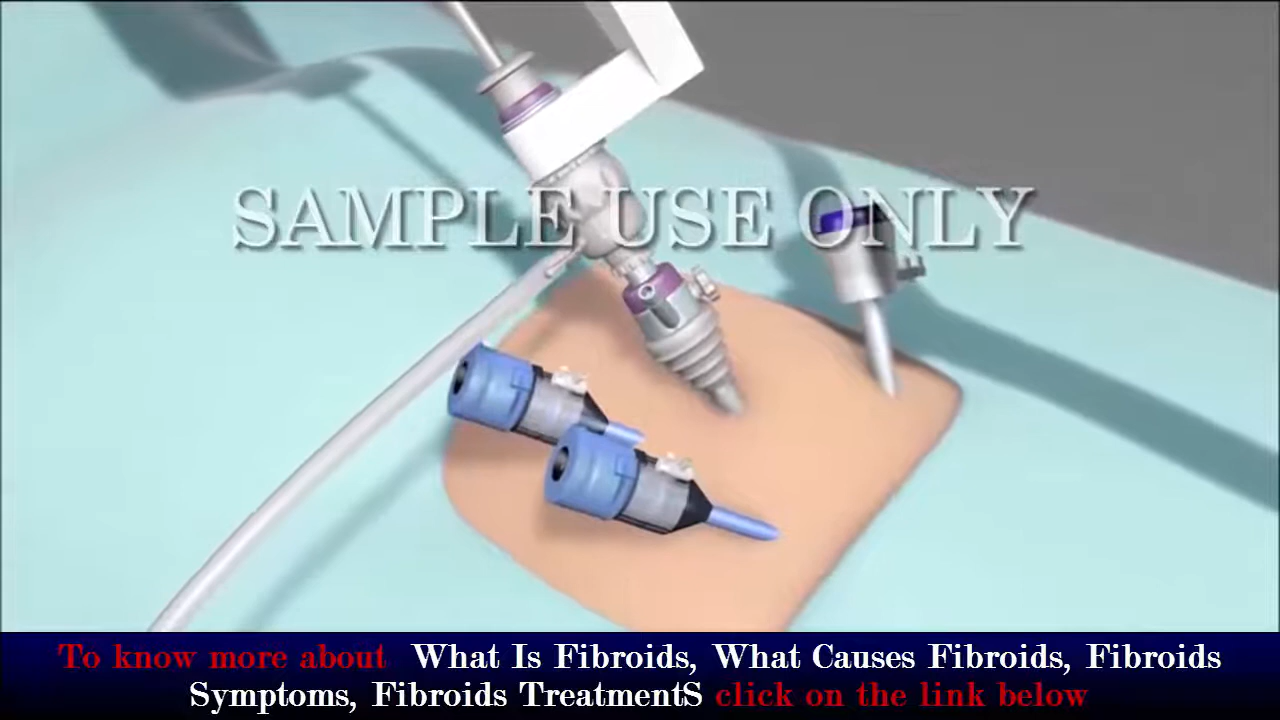 SAMPLE USE ONLY
To know more about What Is Fibroids, What Causes Fibroids, Fibroids
Symptoms, Fibroids TreatmentS click on the link below